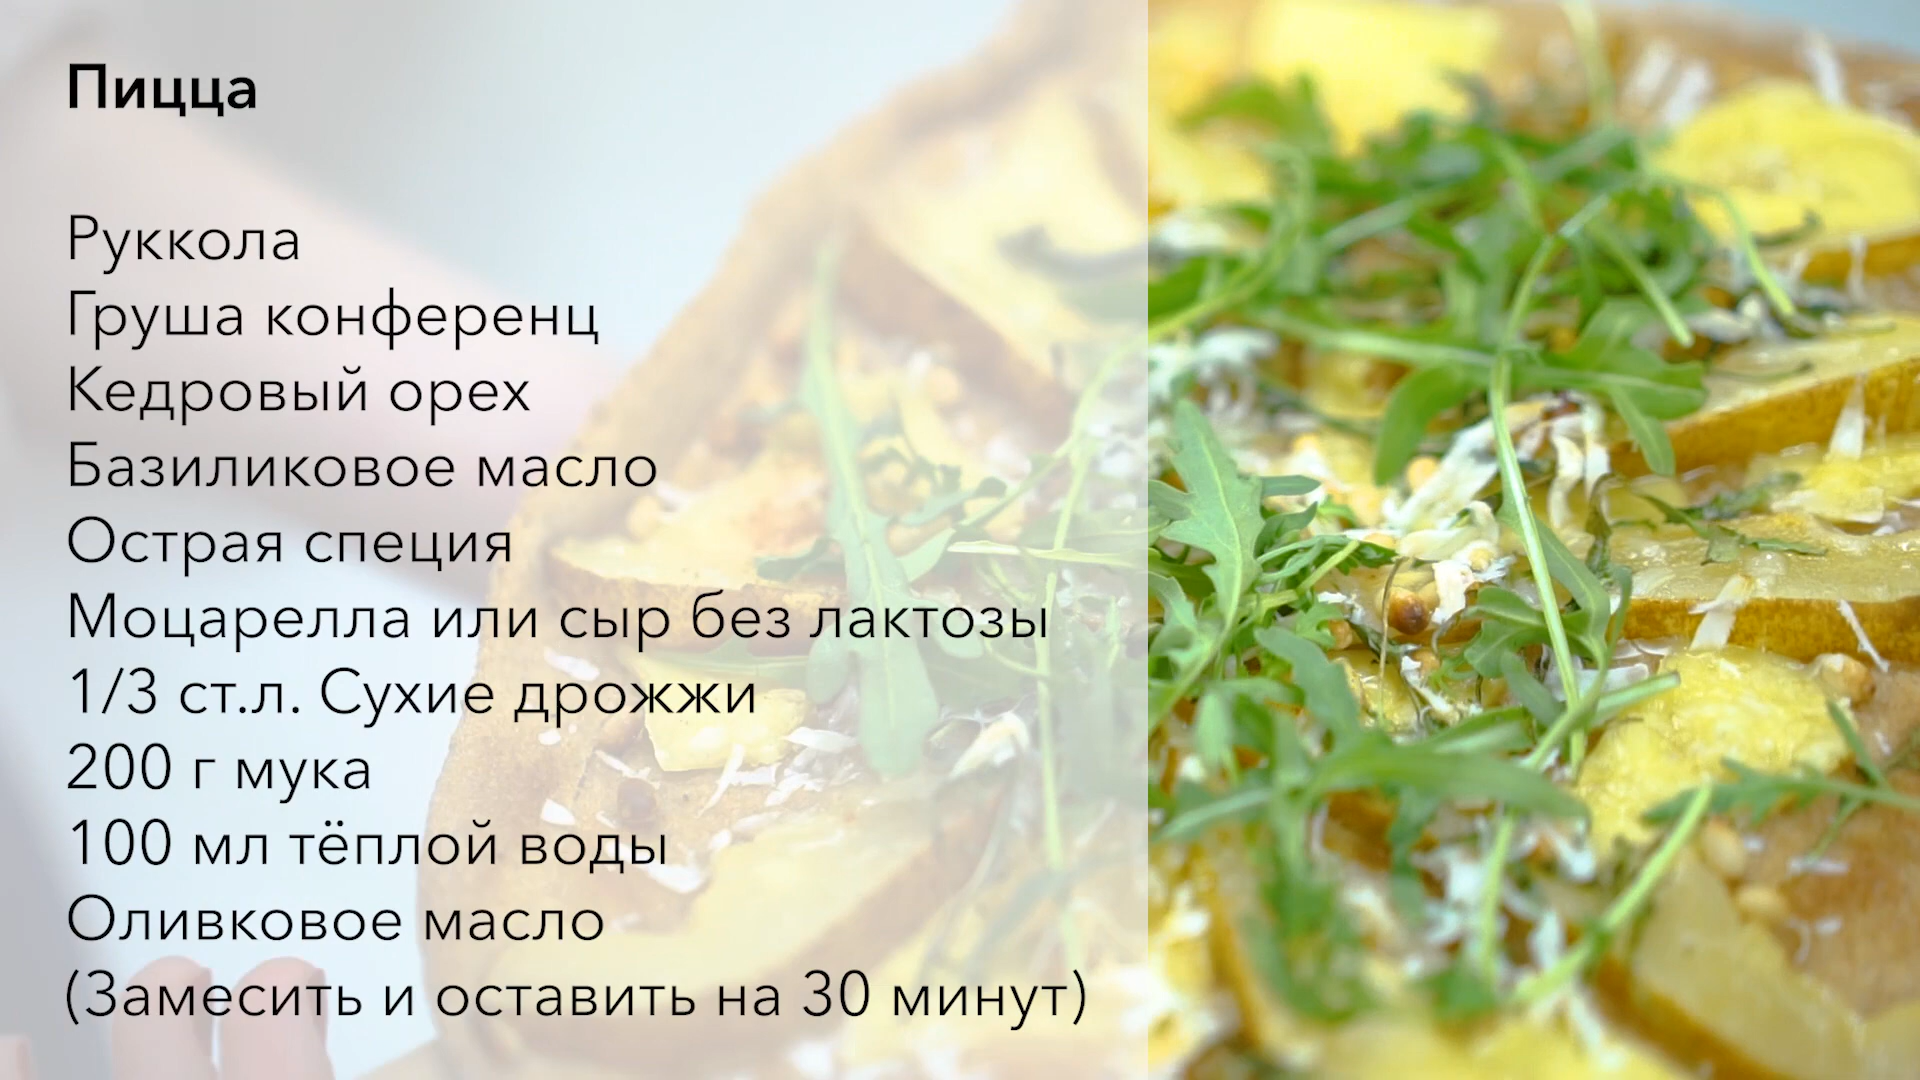 Пицца
Руккола
Груша конференц
Кедровый орех
Базиликовое масло
Острая специя
Моцарелла или сыр без лактозы
1/3 ст.л. Сухие дрожжи
200 г мука
100 мл тёплой воды
Оливковое масло
(Замесить и оставить на 30 минут)